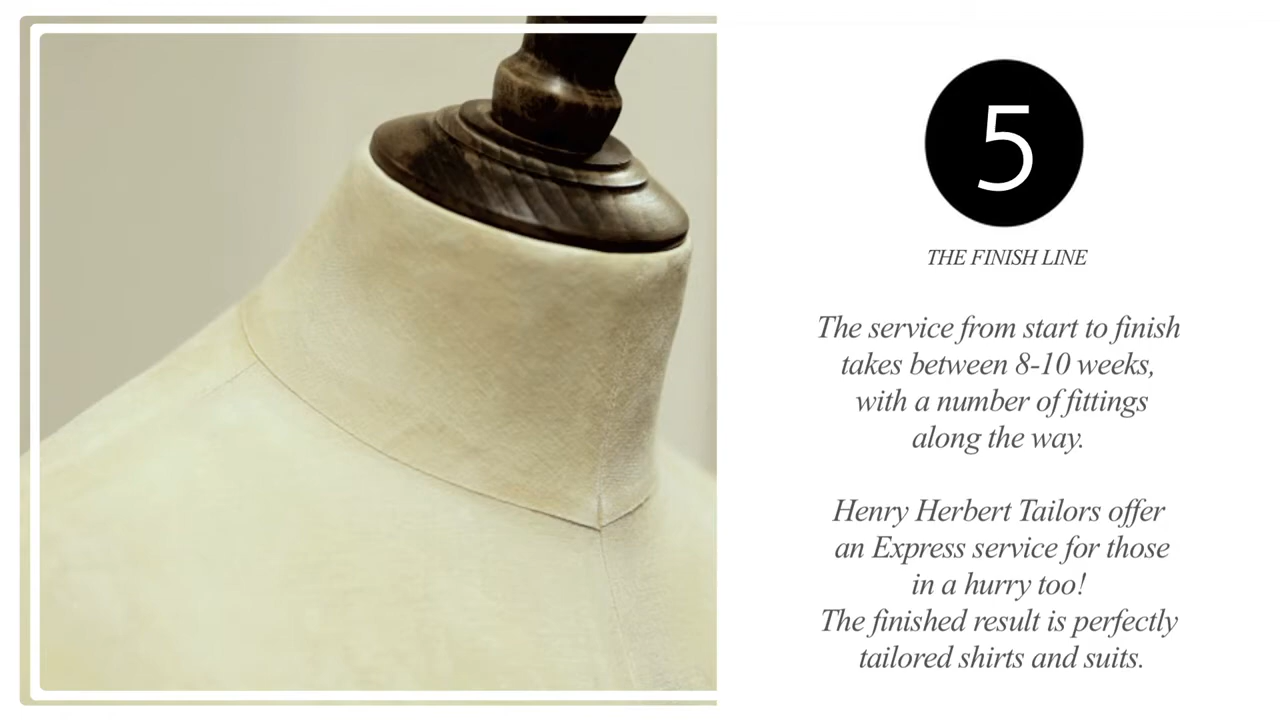 5
THE FINISH LINE
The service from start to finish
takes between 8-10 weeks,
with a number of fittings
along the way.
Henry Herbert Tailors offer
an Express service for those
in a hurry too!
The finished result is perfectly
tailored shirts and suits.